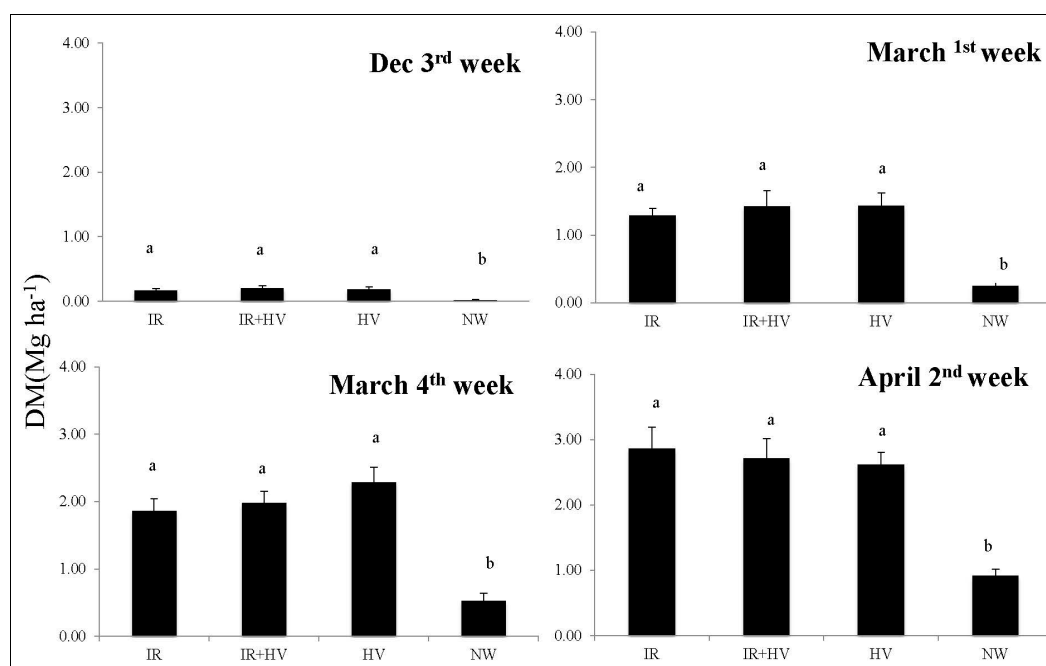 DM(Mg ha-1)
Dec 3rd week
4.00
3.00
2.00
1.00
0.00
a
a
a
b
IR
IR+HV
HV
NW
March 1st week
4.00
3.00
2.00
1.00
0.00
a
a
a
b
IR
IR+HV
HV
NW
March 4th week
4.00
3.00
2.00
1.00
0.00
a
a
a
b
IR
IR+HV
HV
NW
April 2nd week
4.00
3.00
2.00
1.00
0.00
a
a
a
b
IR
IR+HV
HV
NW